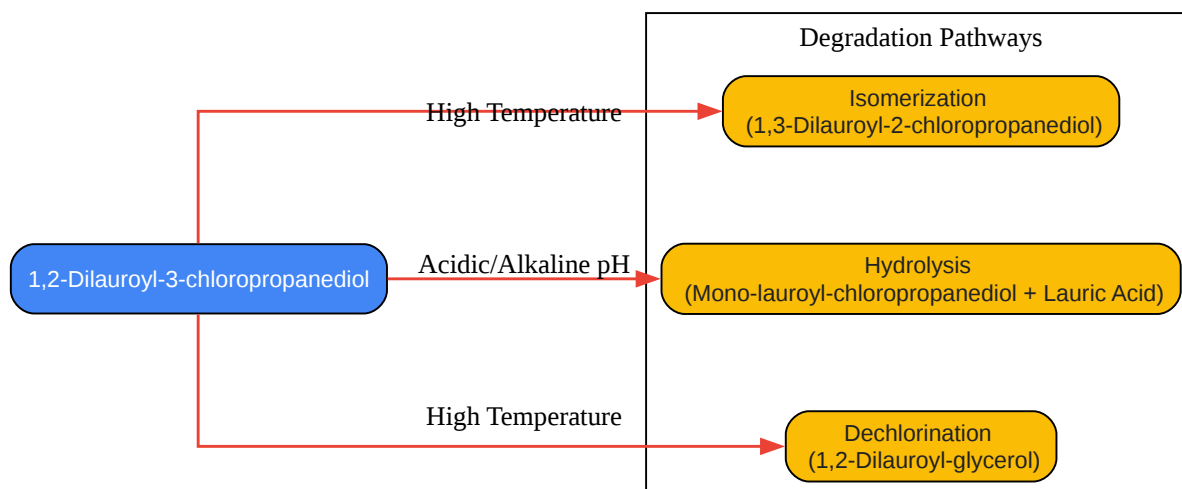 Degradation Pathways
High Temperature
Isomerization
(1,3-Dilauroyl-2-chloropropanediol)
1,2-Dilauroyl-3-chloropropanediol
Acidic/Alkaline pH
Hydrolysis
(Mono-lauroyl-chloropropanediol + Lauric Acid)
High Temperature
Dechlorination
(1,2-Dilauroyl-glycerol)